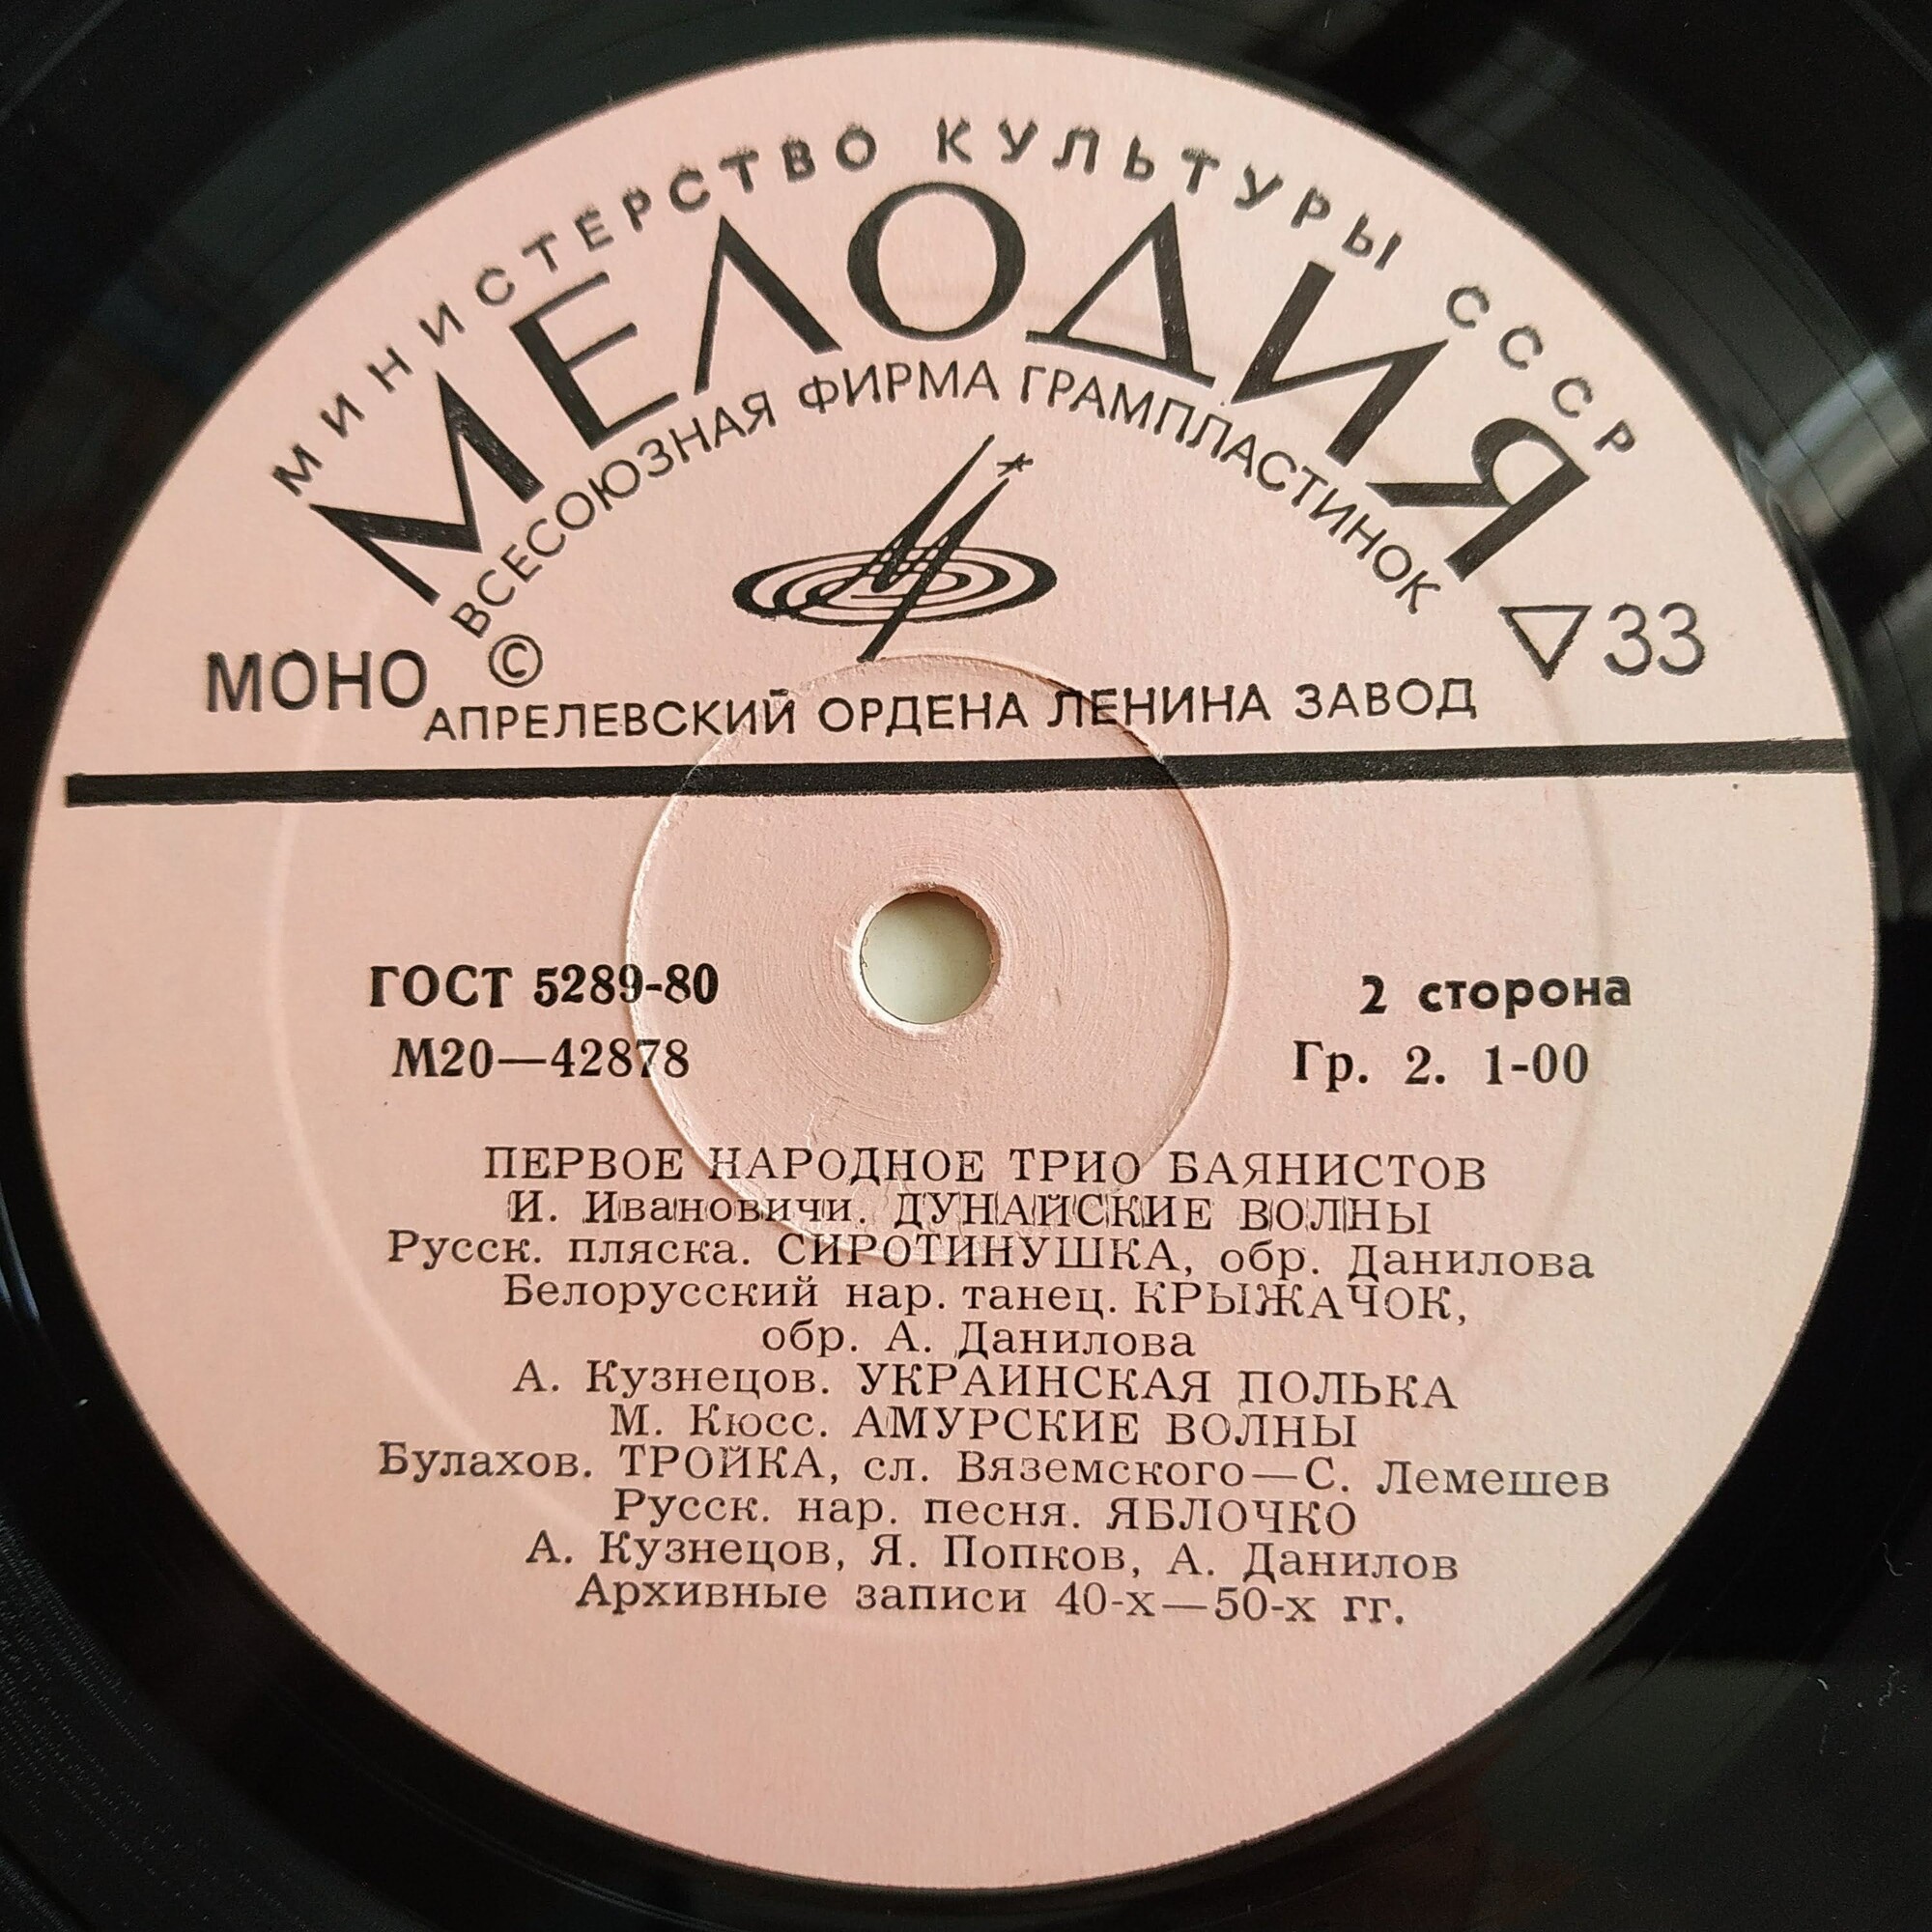 МИНИСТЕРСТВО КУЛЬТУРЫ СССР
МЕЛОДИЯ
ВСЕСОЮЗНАЯ ФИРМА ГРАМПЛАСТИНОК
МОНО © ▽33
АПРЕЛЕВСКИЙ ОРДЕНА ЛЕНИНА ЗАВОД
ГОСТ 5289-80 2 сторона
М20—42878 Гр. 2. 1-00
ПЕРВОЕ НАРОДНОЕ ТРИО БАЯНИСТОВ
И. Ивановичи. ДУНАЙСКИЕ ВОЛНЫ
Русск. пляска. СИРОТИНУШКА, обр. Данилова
Белорусский нар. танец. КРЫЖАЧОК,
обр. А. Данилова
А. Кузнецов. УКРАИНСКАЯ ПОЛЬКА
М. Кюсс. АМУРСКИЕ ВОЛНЫ
Булахов. ТРОЙКА, сл. Вяземского—С. Лемешев
Русск. нар. песня. ЯБЛОЧКО
А. Кузнецов, Я. Попков, А. Данилов
Архивные записи 40-х—50-х гг.